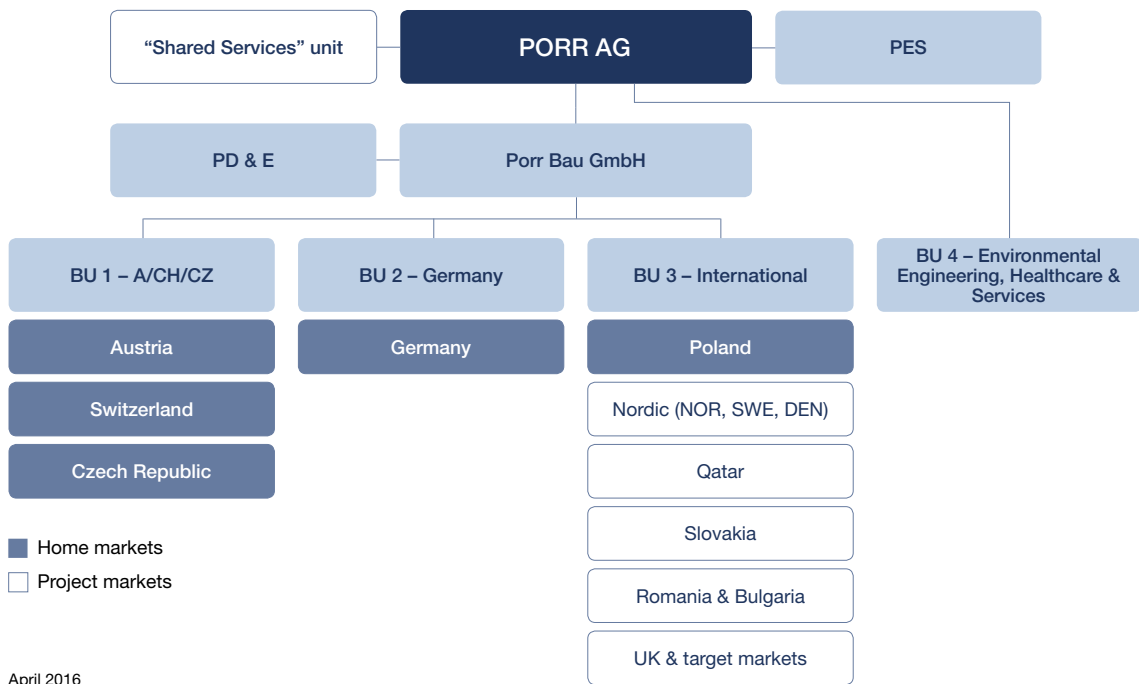 “Shared Services” unit
PORR AG
PES
PD & E
Porr Bau GmbH
BU 1 – A/CH/CZ
BU 2 – Germany
BU 3 – International
BU 4 – Environmental
Engineering, Healthcare &
Services
Austria
Germany
Poland
Switzerland
Nordic (NOR, SWE, DEN)
Czech Republic
Qatar
Slovakia
Romania & Bulgaria
UK & target markets
Home markets
Project markets
April 2016